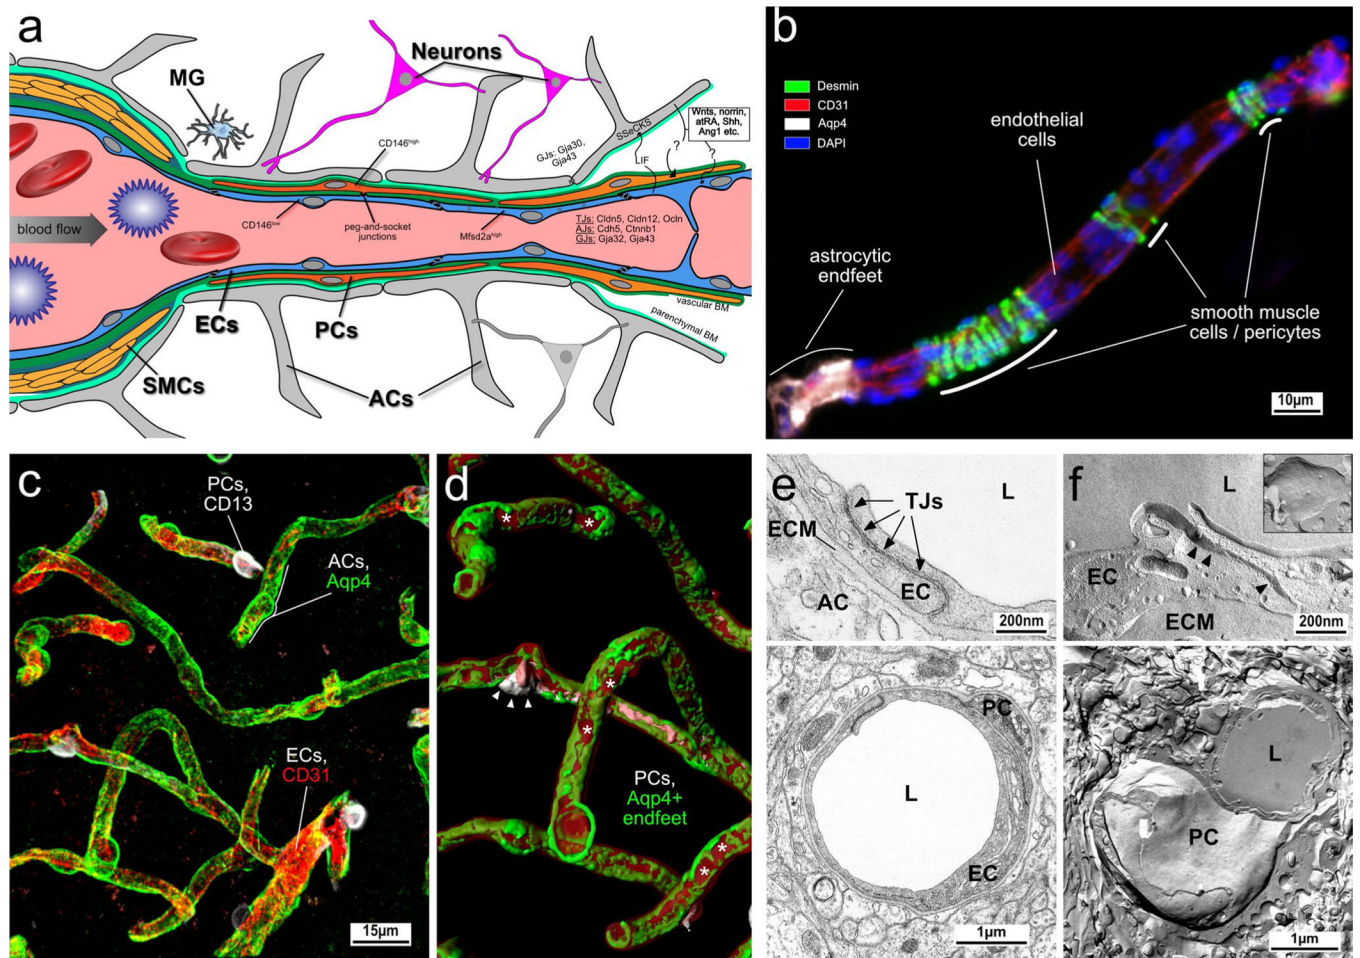 a
MG
Neurons
Wnts, norrin,
atRA, Shh,
Ang1 etc.
SSeCKS
GJs: Gja30,
Gja43
?
LIF
?
CD146high
blood flow
CD146low
peg-and-socket
junctions
Mfsd2ahigh
TJs: Cldn5, Cldn12, Ocln
AJs: Cdh5, Ctnnb1
GJs: Gja32, Gja43
ECs
PCs
vascular BM
parenchymal BM
SMCs
ACs
b
Desmin
CD31
Aqp4
DAPI
endothelial
cells
astrocytic
endfeet
smooth muscle
cells / pericytes
10µm
c
PCs,
CD13
ACs,
Aqp4
ECs,
CD31
15µm
d
*
*
*
*
PCs,
Aqp4+
endfeet
*
*
e
TJs
L
ECM
EC
AC
200nm
PC
L
EC
1µm
f
L
EC
ECM
200nm
L
PC
1µm